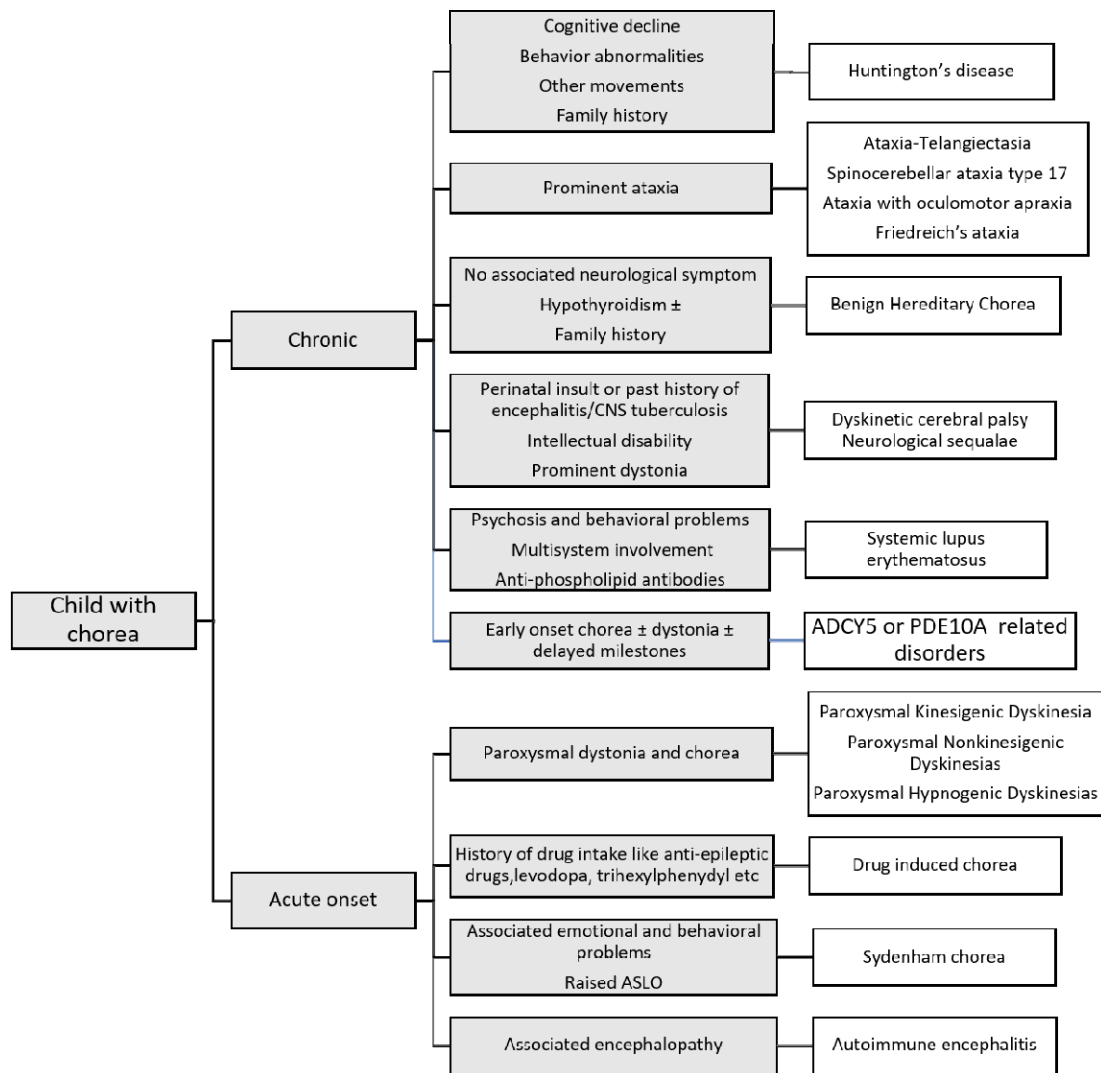 Child with
chorea
Chronic
Cognitive decline
Behavior abnormalities
Other movements
Family history
Huntington's disease
Prominent ataxia
Ataxia-Telangiectasia
Spinocerebellar ataxia type 17
Ataxia with oculomotor apraxia
Friedreich's ataxia
No associated neurological symptom
Hypothyroidism ±
Family history
Benign Hereditary Chorea
Perinatal insult or past history of
encephalitis/CNS tuberculosis
Intellectual disability
Prominent dystonia
Dyskinetic cerebral palsy
Neurological sequalae
Psychosis and behavioral problems
Multisystem involvement
Anti-phospholipid antibodies
Systemic lupus
erythematosus
Early onset chorea ± dystonia ±
delayed milestones
ADCY5 or PDE10A related
disorders
Acute onset
Paroxysmal dystonia and chorea
Paroxysmal Kinesigenic Dyskinesia
Paroxysmal Nonkinesigenic
Dyskinesias
Paroxysmal Hypnogenic Dyskinesias
History of drug intake like anti-epileptic
drugs,levodopa, trihexylphenydyl etc
Drug induced chorea
Associated emotional and behavioral
problems
Raised ASLO
Sydenham chorea
Associated encephalopathy
Autoimmune encephalitis